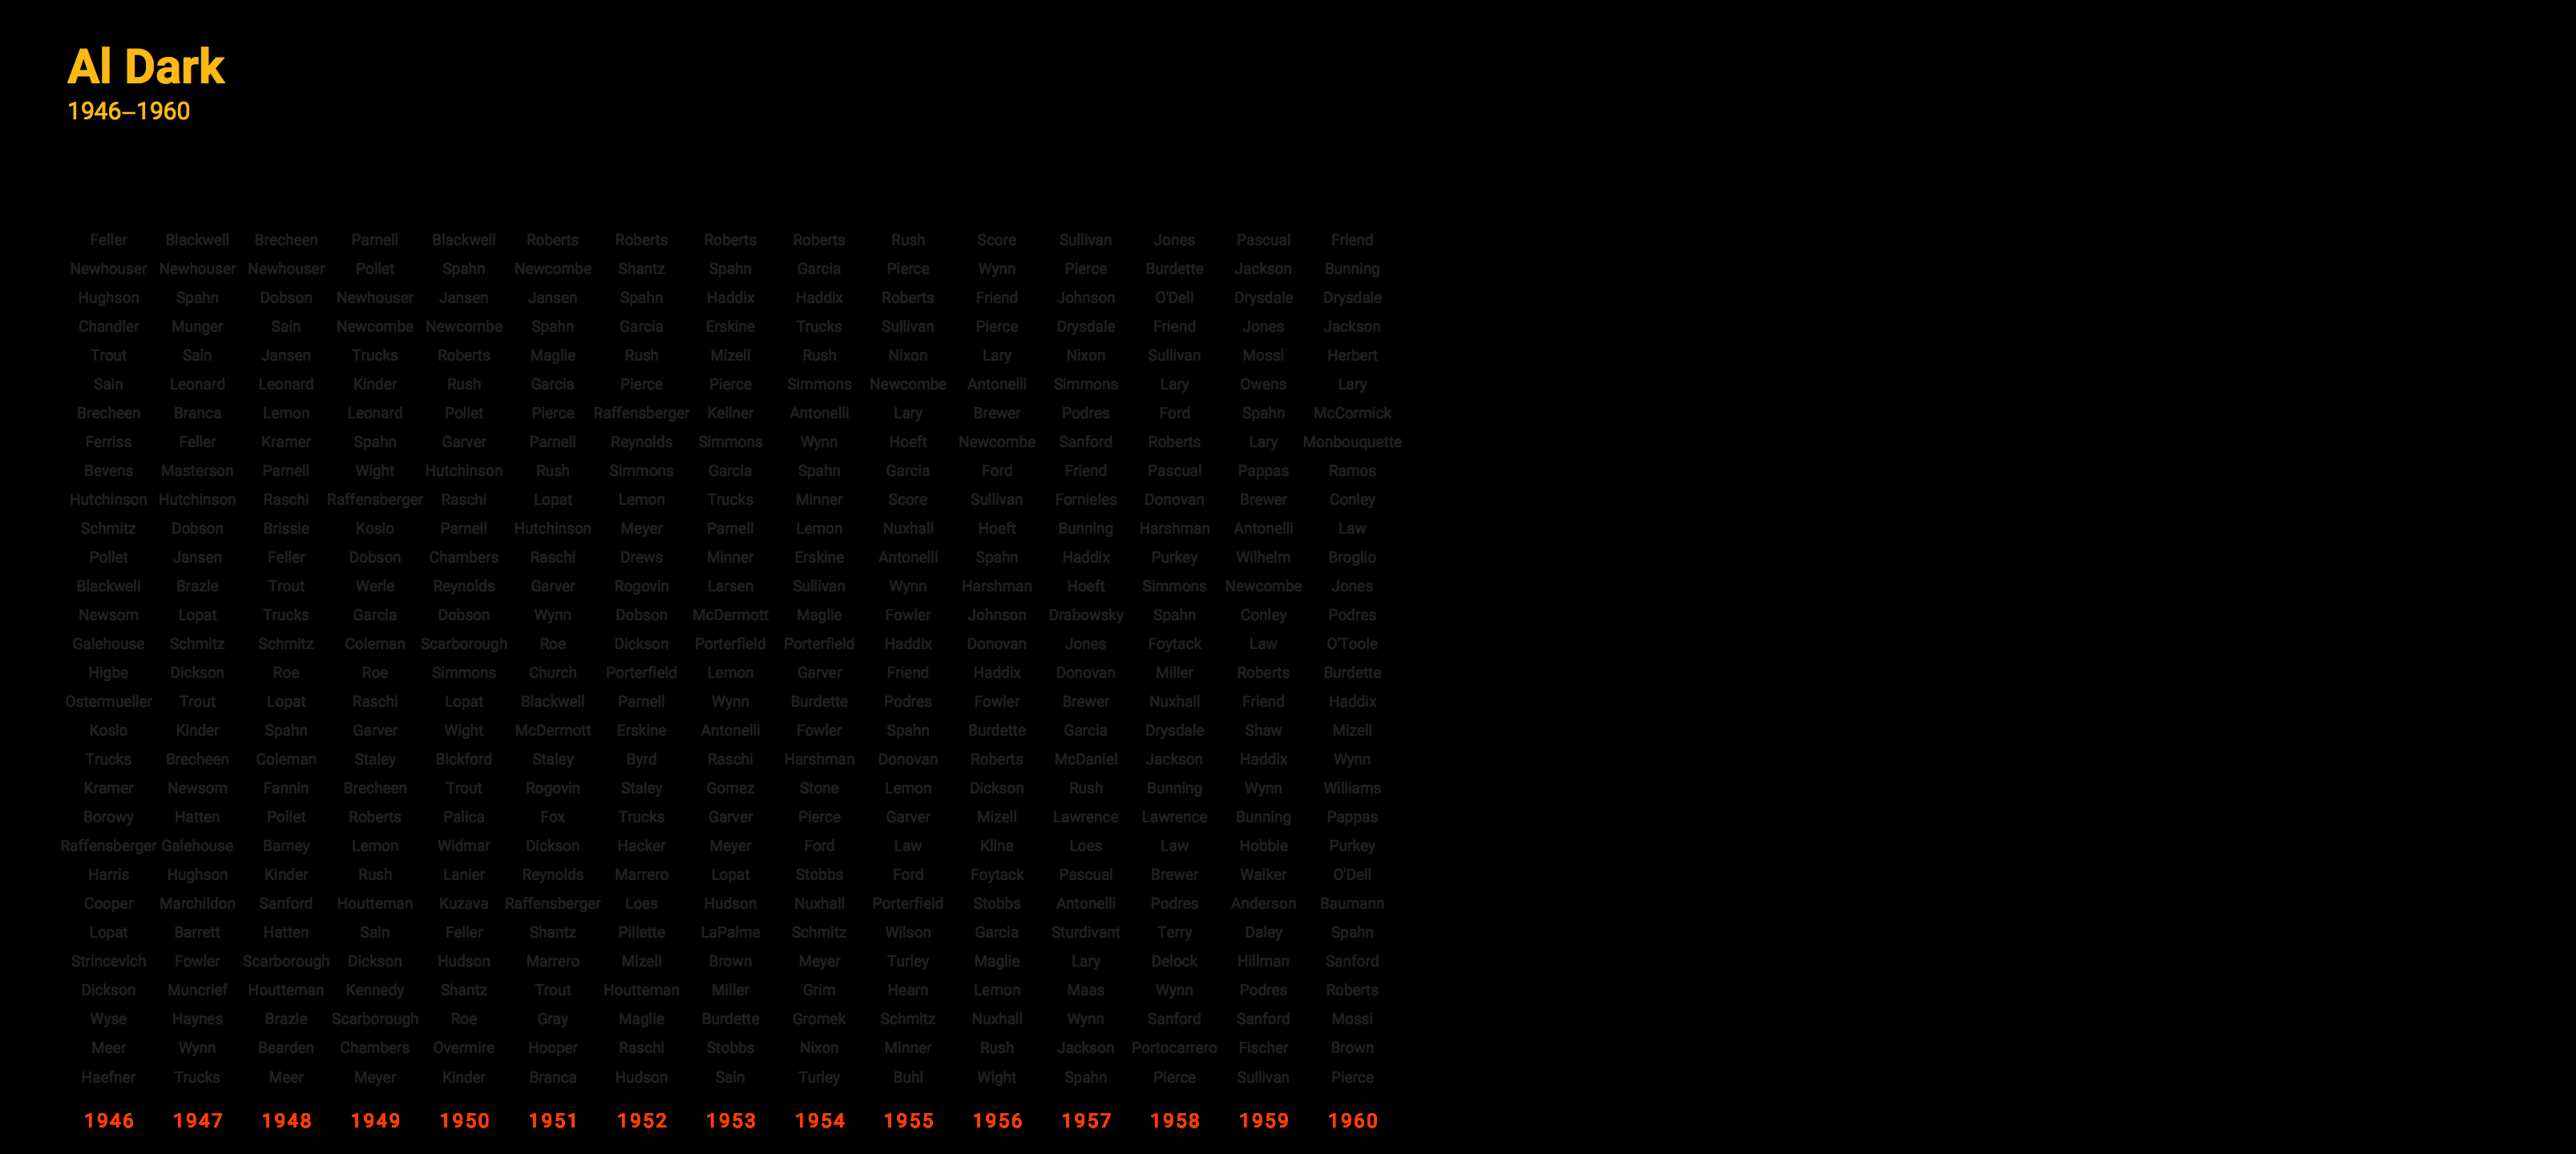 Al Dark
1946–1960
Feller Blackwell Brecheen Parnell Blackwell Roberts Roberts Roberts Roberts Rush Score Sullivan Jones Pascual Friend
Newhouser Newhouser Newhouser Pollet Spahn Newcombe Shantz Spahn Garcia Pierce Wynn Pierce Burdette Jackson Bunning
Hughson Spahn Dobson Newhouser Jansen Jansen Spahn Haddix Haddix Roberts Friend Johnson O'Dell Drysdale Drysdale
Chandler Munger Sain Newcombe Newcombe Spahn Garcia Erskine Trucks Sullivan Pierce Drysdale Friend Jones Jackson
Trout Sain Jansen Trucks Roberts Maglie Rush Mizell Rush Nixon Lary Nixon Sullivan Mossi Herbert
Sain Leonard Leonard Kinder Rush Garcia Pierce Pierce Simmons Newcombe Antonelli Simmons Lary Owens Lary
Brecheen Branca Lemon Leonard Pollet Pierce Raffensberger Kellner Antonelli Lary Brewer Podres Ford Spahn McCormick
Ferriss Feller Kramer Spahn Garver Parnell Reynolds Simmons Wynn Hoeft Newcombe Sanford Roberts Lary Monbouquette
Bevens Masterson Parnell Wight Hutchinson Rush Simmons Garcia Spahn Garcia Ford Friend Pascual Pappas Ramos
Hutchinson Hutchinson Raschi Raffensberger Raschi Lopat Lemon Trucks Minner Score Sullivan Fornieles Donovan Brewer Conley
Schmitz Dobson Brissie Koslo Parnell Hutchinson Meyer Parnell Lemon Nuxhall Hoeft Bunning Harshman Antonelli Law
Pollet Jansen Feller Dobson Chambers Raschi Drews Minner Erskine Antonelli Spahn Haddix Purkey Wilhelm Broglio
Blackwell Brazle Trout Werle Reynolds Garver Rogovin Larsen Sullivan Wynn Harshman Hoeft Simmons Newcombe Jones
Newsom Lopat Trucks Garcia Dobson Wynn Dobson McDermott Maglie Fowler Johnson Drabowsky Spahn Conley Podres
Galehouse Schmitz Schmitz Coleman Scarborough Roe Dickson Porterfield Porterfield Haddix Donovan Jones Foytack Law O'Toole
Higbe Dickson Roe Roe Simmons Church Porterfield Lemon Garver Friend Haddix Donovan Miller Roberts Burdette
Ostermueller Trout Lopat Raschi Lopat Blackwell Parnell Wynn Burdette Podres Fowler Brewer Nuxhall Friend Haddix
Koslo Kinder Spahn Garver Wight McDermott Erskine Antonelli Fowler Spahn Burdette Garcia Drysdale Shaw Mizell
Trucks Brecheen Coleman Staley Bickford Staley Byrd Raschi Harshman Donovan Roberts McDaniel Jackson Haddix Wynn
Kramer Newsom Fannin Brecheen Trout Rogovin Staley Gomez Stone Lemon Dickson Rush Bunning Wynn Williams
Borowy Hatten Pollet Roberts Palica Fox Trucks Garver Pierce Garver Mizell Lawrence Lawrence Bunning Pappas
Raffensberger Galehouse Barney Lemon Widmar Dickson Hacker Meyer Ford Law Kline Loes Law Hobbie Purkey
Harris Hughson Kinder Rush Lanier Reynolds Marrero Lopat Stobbs Ford Foytack Pascual Brewer Walker O'Dell
Cooper Marchildon Sanford Houtteman Kuzava Raffensberger Loes Hudson Nuxhall Porterfield Stobbs Antonelli Podres Anderson Baumann
Lopat Barrett Hatten Sain Feller Shantz Pillette LaPalme Schmitz Wilson Garcia Sturdivant Terry Daley Spahn
Strincevich Fowler Scarborough Dickson Hudson Marrero Mizell Brown Meyer Turley Maglie Lary Delock Hillman Sanford
Dickson Muncrief Houtteman Kennedy Shantz Trout Houtteman Miller Grim Hearn Lemon Maas Wynn Podres Roberts
Wyse Haynes Brazle Scarborough Roe Gray Maglie Burdette Gromek Schmitz Nuxhall Wynn Sanford Sanford Mossi
Meer Wynn Bearden Chambers Overmire Hooper Raschi Stobbs Nixon Minner Rush Jackson Portocarrero Fischer Brown
Haefner Trucks Meer Meyer Kinder Branca Hudson Sain Turley Buhl Wight Spahn Pierce Sullivan Pierce
1946 1947 1948 1949 1950 1951 1952 1953 1954 1955 1956 1957 1958 1959 1960